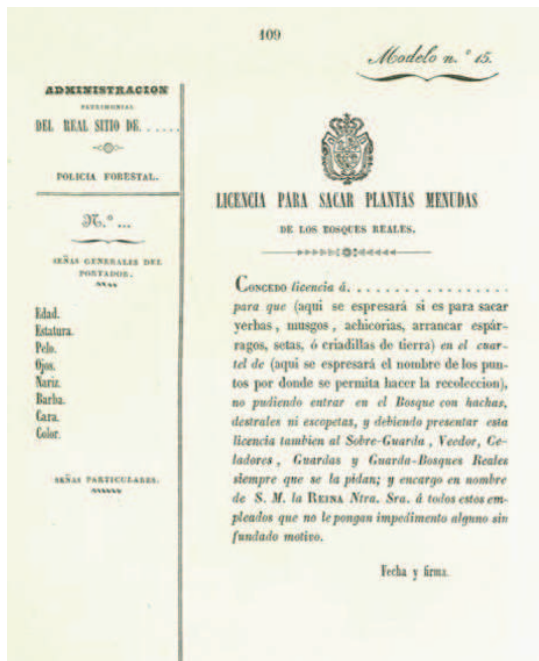 109
Modelo n.º 15.
ADMINISTRACION
PATRIMONIAL
DEL REAL SITIO DE......
POLICIA FORESTAL.
N.º ...
SEÑAS GENERALES DEL
PORTADOR.
Edad.
Estatura.
Pelo.
Ojos.
Nariz.
Barba.
Cara.
Color.
SEÑAS PARTICULARES.
LICENCIA PARA SACAR PLANTAS MENUDAS
DE LOS BOSQUES REALES.
CONCEDO licencia á. . . . . . . . . . . . . . . .
para que (aqui se espresará si es para sacar
yerbas, musgos, achicorias, arrancar espár-
ragos, setas, ó criadillas de tierra) en el cuar-
tel de (aqui se espresará el nombre de los pun-
tos por donde se permita hacer la recoleccion),
no pudiendo entrar en el Bosque con hachas,
destrales ni escopetas, y debiendo presentar esta
licencia tambien al Sobre-Guarda, Veedor, Ce-
ladores, Guardas y Guarda-Bosques Reales
siempre que se la pidan; y encargo en nombre
de S. M. la REINA Ntra. Sra. á todos estos em-
pleados que no le pongan impedimento alguno sin
fundado motivo.
Fecha y firma.